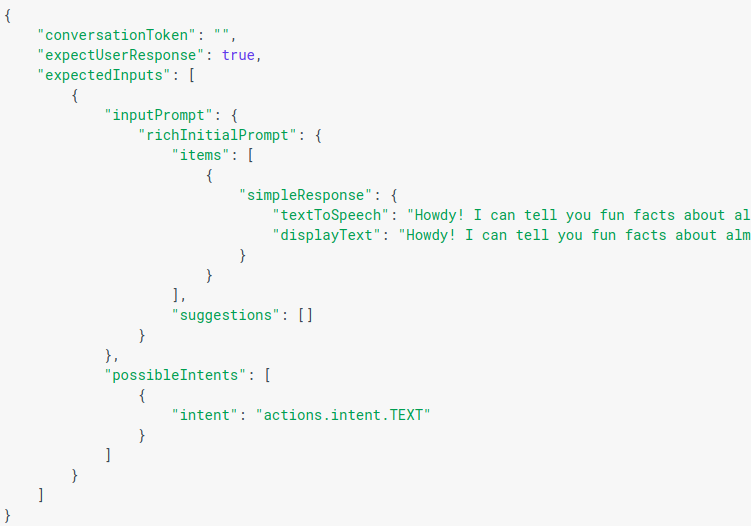 {
    "conversationToken": "",
    "expectUserResponse": true,
    "expectedInputs": [
        {
            "inputPrompt": {
                "richInitialPrompt": {
                    "items": [
                        {
                            "simpleResponse": {
                                "textToSpeech": "Howdy! I can tell you fun facts about al
                                "displayText": "Howdy! I can tell you fun facts about alm
                            }
                        }
                    ],
                    "suggestions": []
                }
            },
            "possibleIntents": [
                {
                    "intent": "actions.intent.TEXT"
                }
            ]
        }
    ]
}